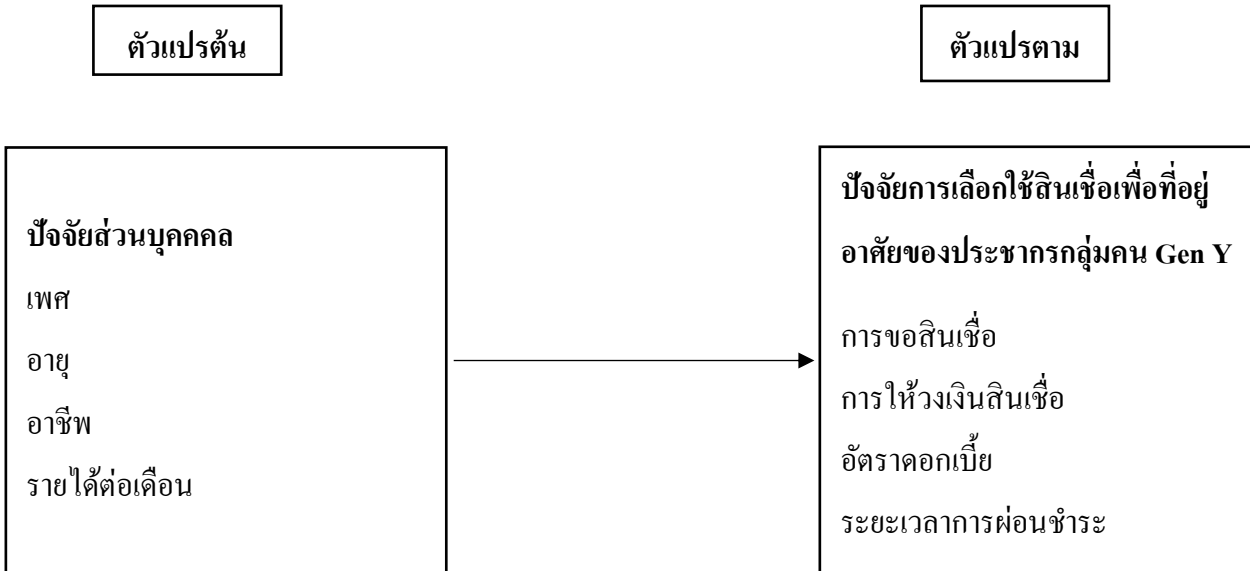 ตัวแปรต้น
ตัวแปรตาม
ปัจจัยส่วนบุคคคล
เพศ
อายุ
อาชีพ
รายได้ต่อเดือน
ปัจจัยการเลือกใช้สินเชื่อเพื่อที่อยู่
อาศัยของประชากรกลุ่มคน Gen Y
การขอสินเชื่อ
การให้วงเงินสินเชื่อ
อัตราดอกเบี้ย
ระยะเวลาการผ่อนชำระ